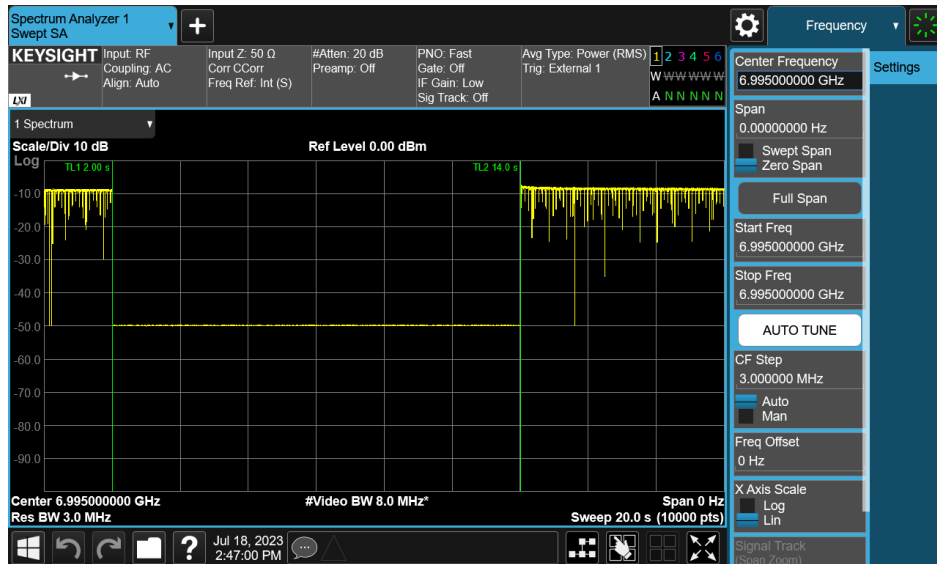 Spectrum Analyzer 1
Swept SA
Frequency
KEYSIGHT
LXI
Input: RF
Coupling: AC
Align: Auto
Input Z: 50 Ω
Corr CCorr
Freq Ref: Int (S)
#Atten: 20 dB
Preamp: Off
PNO: Fast
Gate: Off
IF Gain: Low
Sig Track: Off
Avg Type: Power (RMS)
Trig: External 1
1 2 3 4 5 6
W W W W W W
A N N N N N
1 Spectrum
Scale/Div 10 dB
Ref Level 0.00 dBm
Log
TL1 2.00 s
TL2 14.0 s
-10.0
-20.0
-30.0
-40.0
-50.0
-60.0
-70.0
-80.0
-90.0
Center 6.995000000 GHz
#Video BW 8.0 MHz*
Span 0 Hz
Res BW 3.0 MHz
Sweep 20.0 s (10000 pts)
Center Frequency
6.995000000 GHz
Settings
Span
0.00000000 Hz
Swept Span
Zero Span
Full Span
Start Freq
6.995000000 GHz
Stop Freq
6.995000000 GHz
AUTO TUNE
CF Step
3.000000 MHz
Auto
Man
Freq Offset
0 Hz
X Axis Scale
Log
Lin
Signal Track
(Span Zoom)
?
Jul 18, 2023
2:47:00 PM